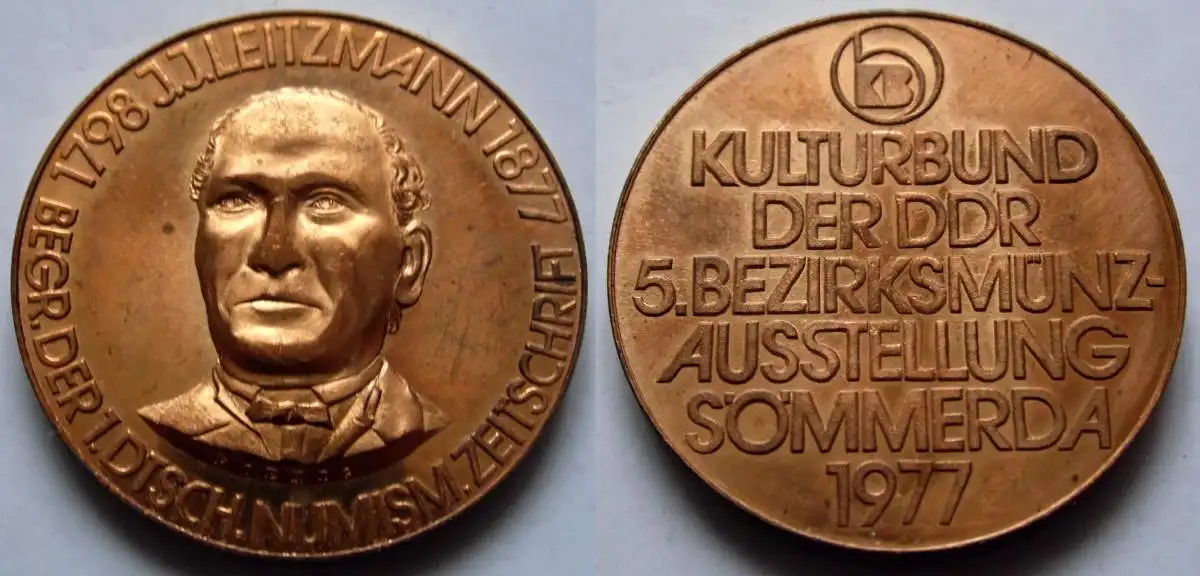 1798 J.J.LEITZMANN 1877
BEGR.DER 1.DTSCH.NUMISM.ZEITSCHRIFT
KB
KULTURBUND
DER DDR
5.BEZIRKSMÜNZ-
AUSSTELLUNG
SÖMMERDA
1977